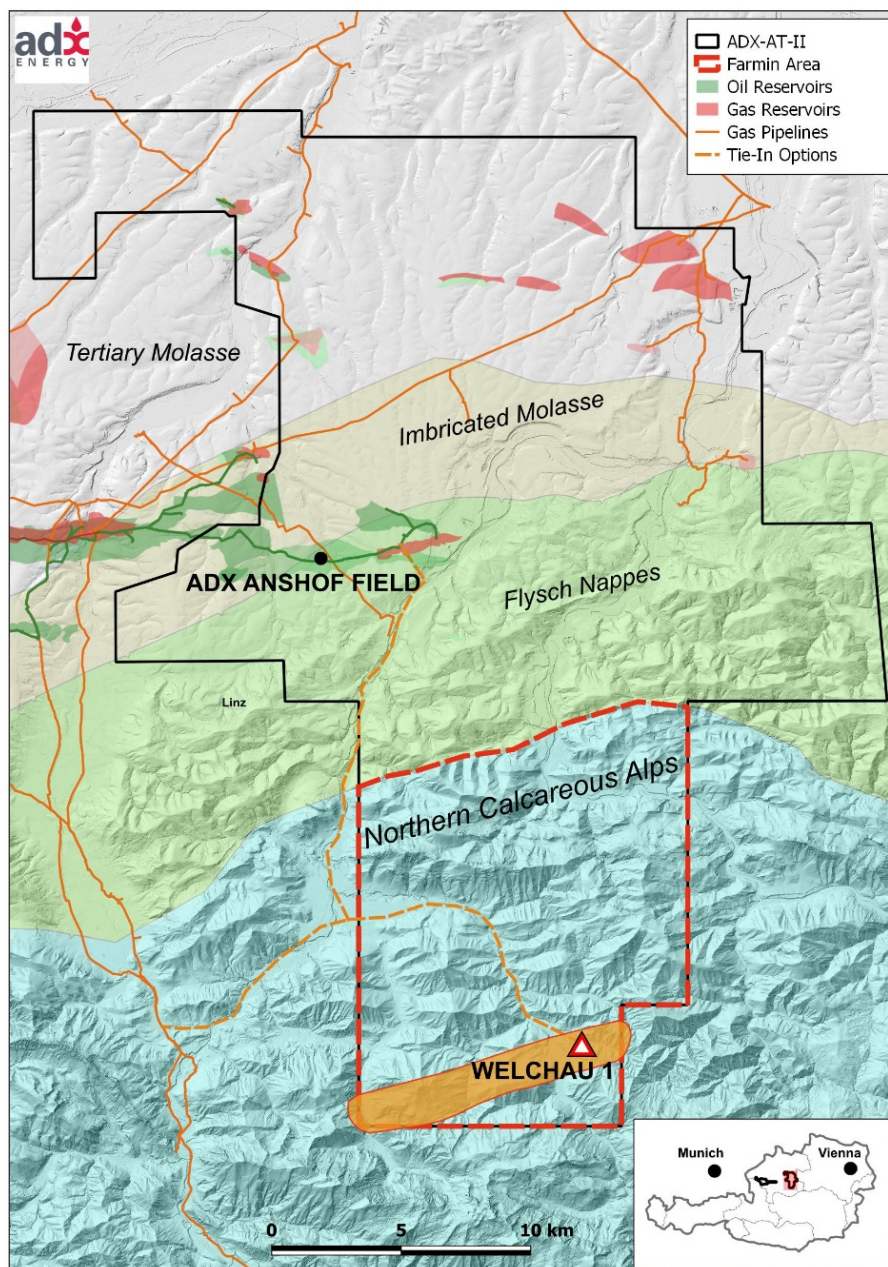 adx
ENERGY
ADX-AT-II
Farmin Area
Oil Reservoirs
Gas Reservoirs
Gas Pipelines
Tie-In Options
Tertiary Molasse
Imbricated Molasse
ADX ANSHOF FIELD
Flysch Nappes
Linz
Northern Calcareous Alps
WELCHAU 1
0 5 10 km
Munich
Vienna